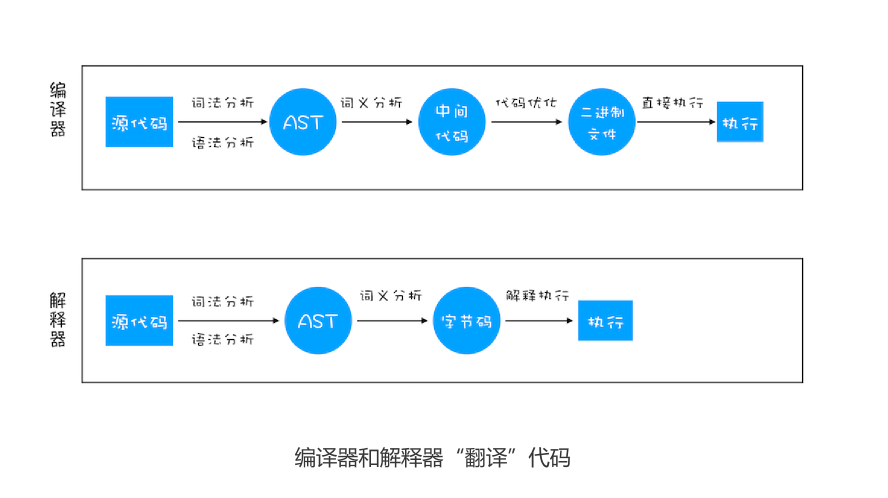 编译器
源代码
词法分析
语法分析
AST
词义分析
中间
代码
代码优化
二进制
文件
直接执行
执行
解释器
源代码
词法分析
语法分析
AST
词义分析
字节码
解释执行
执行
编译器和解释器“翻译”代码